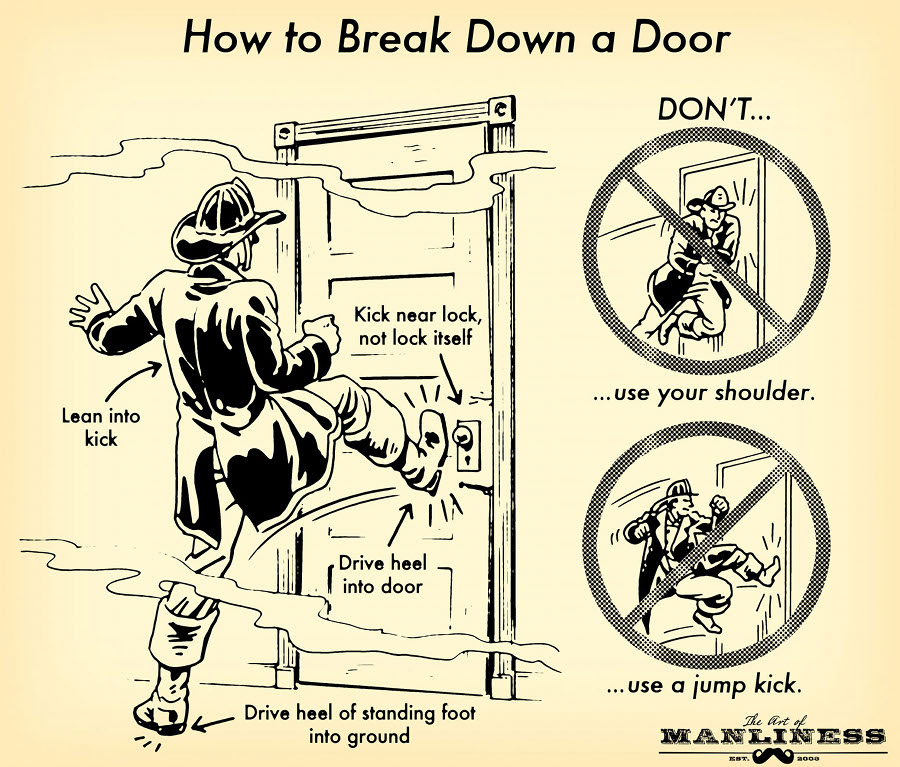 How to Break Down a Door
DON'T...
Kick near lock,
not lock itself
Lean into
kick
...use your shoulder.
Drive heel
into door
...use a jump kick.
Drive heel of standing foot
into ground
The Art of
MANLINESS
EST. 2008